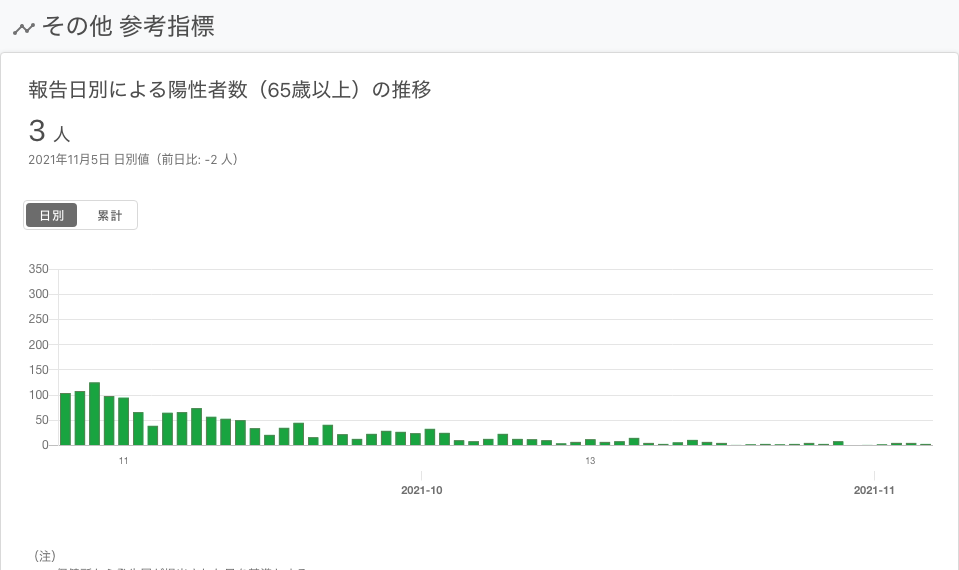 その他 参考指標
報告日別による陽性者数（65歳以上）の推移
3 人
2021年11月5日 日別値（前日比: -2 人）
日別 累計
350
300
250
200
150
100
50
0
11 13
2021-10 2021-11
（注）